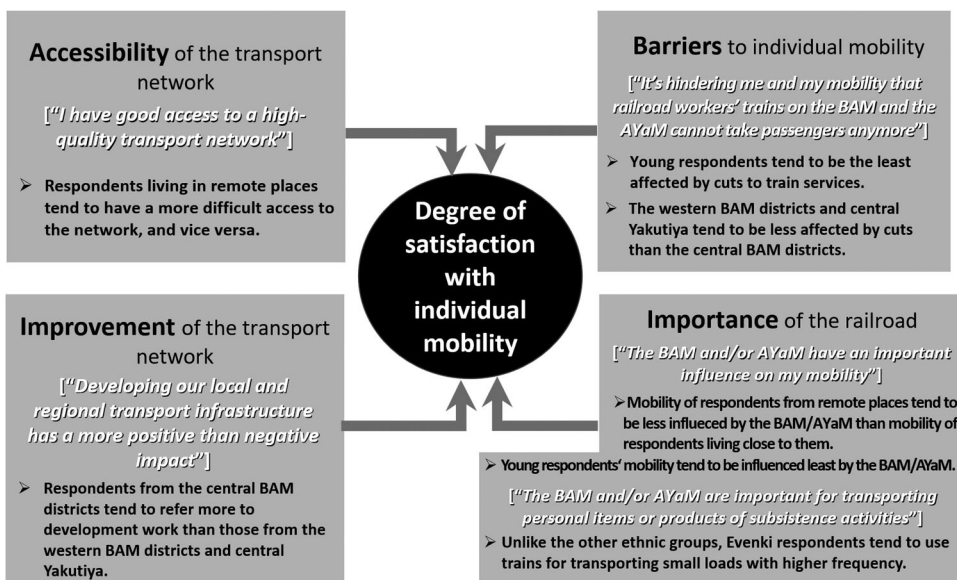 Accessibility of the transport
network
["I have good access to a high-
quality transport network"]
➢ Respondents living in remote places
tend to have a more difficult access to
the network, and vice versa.
Barriers to individual mobility
["It's hindering me and my mobility that
railroad workers' trains on the BAM and the
AYaM cannot take passengers anymore"]
➢ Young respondents tend to be the least
affected by cuts to train services.
➢ The western BAM districts and central
Yakutiya tend to be less affected by cuts
than the central BAM districts.
Degree of
satisfaction
with
individual
mobility
Improvement of the transport
network
["Developing our local and
regional transport infrastructure
has a more positive than negative
impact"]
➢ Respondents from the central BAM
districts tend to refer more to
development work than those from the
western BAM districts and central
Yakutiya.
Importance of the railroad
["The BAM and/or AYaM have an important
influence on my mobility"]
➢Mobility of respondents from remote places tend to
be less influeced by the BAM/AYaM than mobility of
respondents living close to them.
➢ Young respondents' mobility tend to be influenced least by the BAM/AYaM.
["The BAM and/or AYaM are important for transporting
personal items or products of subsistence activities"]
➢ Unlike the other ethnic groups, Evenki respondents tend to use
trains for transporting small loads with higher frequency.